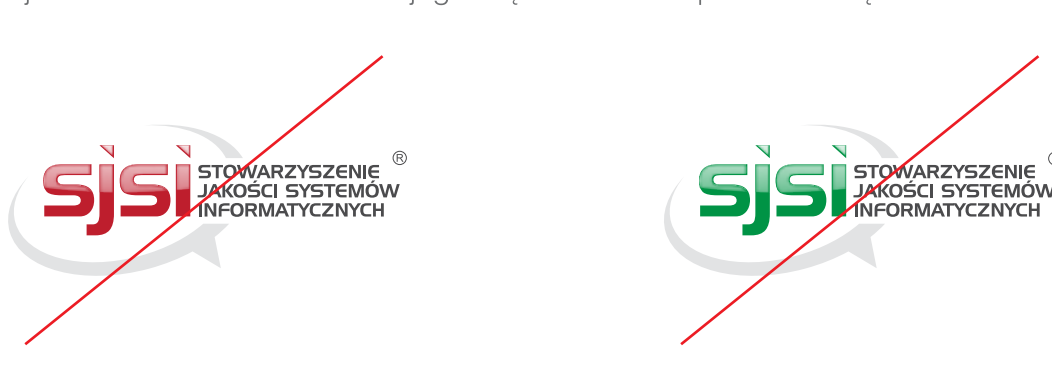 sjsi STOWARZYSZENIE ®
JAKOŚCI SYSTEMÓW
INFORMATYCZNYCH
sjsi STOWARZYSZENIE
JAKOŚCI SYSTEMÓW
INFORMATYCZNYCH